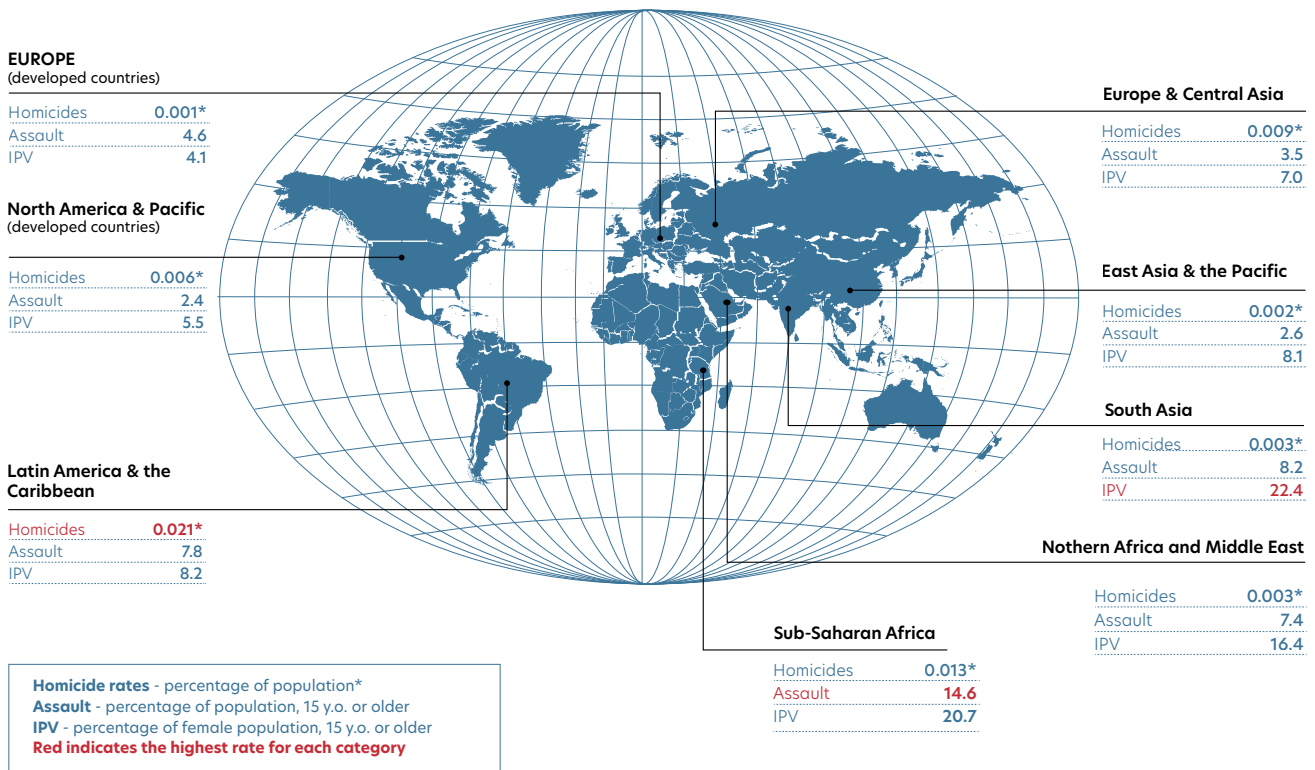 EUROPE
(developed countries)
Homicides 0.001*
Assault 4.6
IPV 4.1
North America & Pacific
(developed countries)
Homicides 0.006*
Assault 2.4
IPV 5.5
Latin America & the
Caribbean
Homicides 0.021*
Assault 7.8
IPV 8.2
Europe & Central Asia
Homicides 0.009*
Assault 3.5
IPV 7.0
East Asia & the Pacific
Homicides 0.002*
Assault 2.6
IPV 8.1
South Asia
Homicides 0.003*
Assault 8.2
IPV 22.4
Nothern Africa and Middle East
Homicides 0.003*
Assault 7.4
IPV 16.4
Sub-Saharan Africa
Homicides 0.013*
Assault 14.6
IPV 20.7
Homicide rates - percentage of population*
Assault - percentage of population, 15 y.o. or older
IPV - percentage of female population, 15 y.o. or older
Red indicates the highest rate for each category